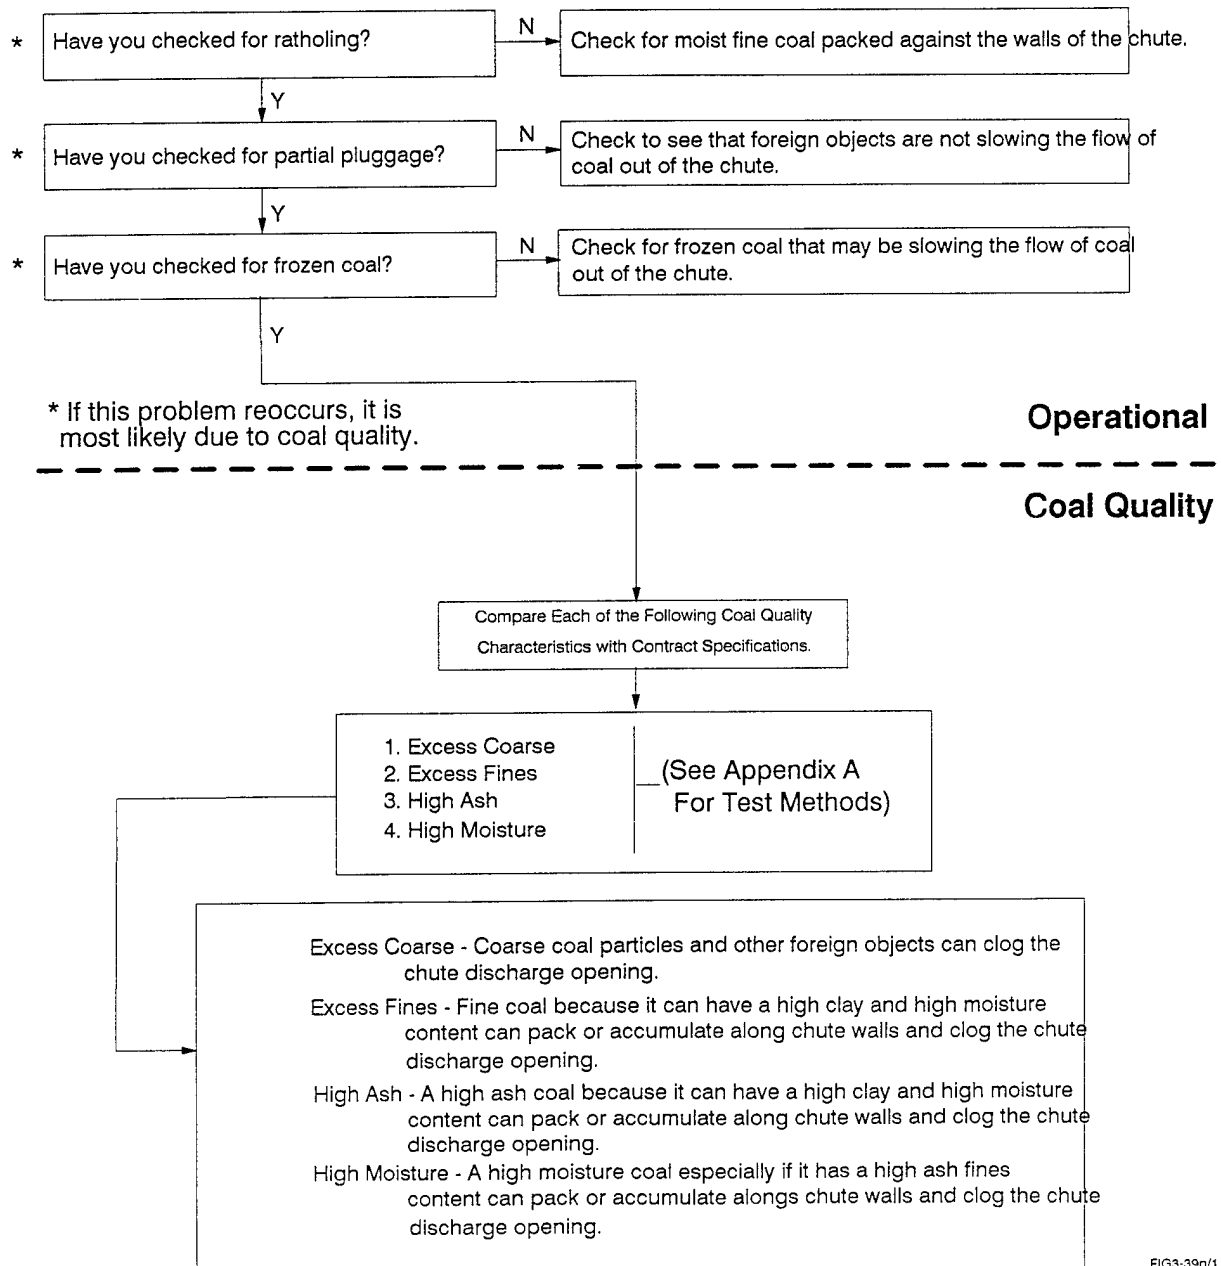 * Have you checked for ratholing?
N
Check for moist fine coal packed against the walls of the chute.
Y
* Have you checked for partial pluggage?
N
Check to see that foreign objects are not slowing the flow of
coal out of the chute.
Y
* Have you checked for frozen coal?
N
Check for frozen coal that may be slowing the flow of coal
out of the chute.
Y
* If this problem reoccurs, it is
most likely due to coal quality.
Operational
Coal Quality
Compare Each of the Following Coal Quality
Characteristics with Contract Specifications.
1. Excess Coarse
2. Excess Fines
3. High Ash
4. High Moisture
(See Appendix A
For Test Methods)
Excess Coarse - Coarse coal particles and other foreign objects can clog the
chute discharge opening.
Excess Fines - Fine coal because it can have a high clay and high moisture
content can pack or accumulate along chute walls and clog the chute
discharge opening.
High Ash - A high ash coal because it can have a high clay and high moisture
content can pack or accumulate along chute walls and clog the chute
discharge opening.
High Moisture - A high moisture coal especially if it has a high ash fines
content can pack or accumulate alongs chute walls and clog the chute
discharge opening.
FIG3-39n/1